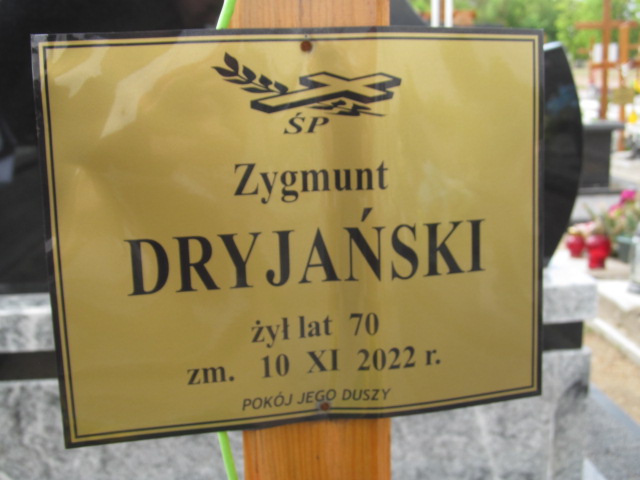 ŚP
Zygmunt
DRYJAŃSKI
żył lat 70
zm. 10 XI 2022 r.
POKÓJ JEGO DUSZY